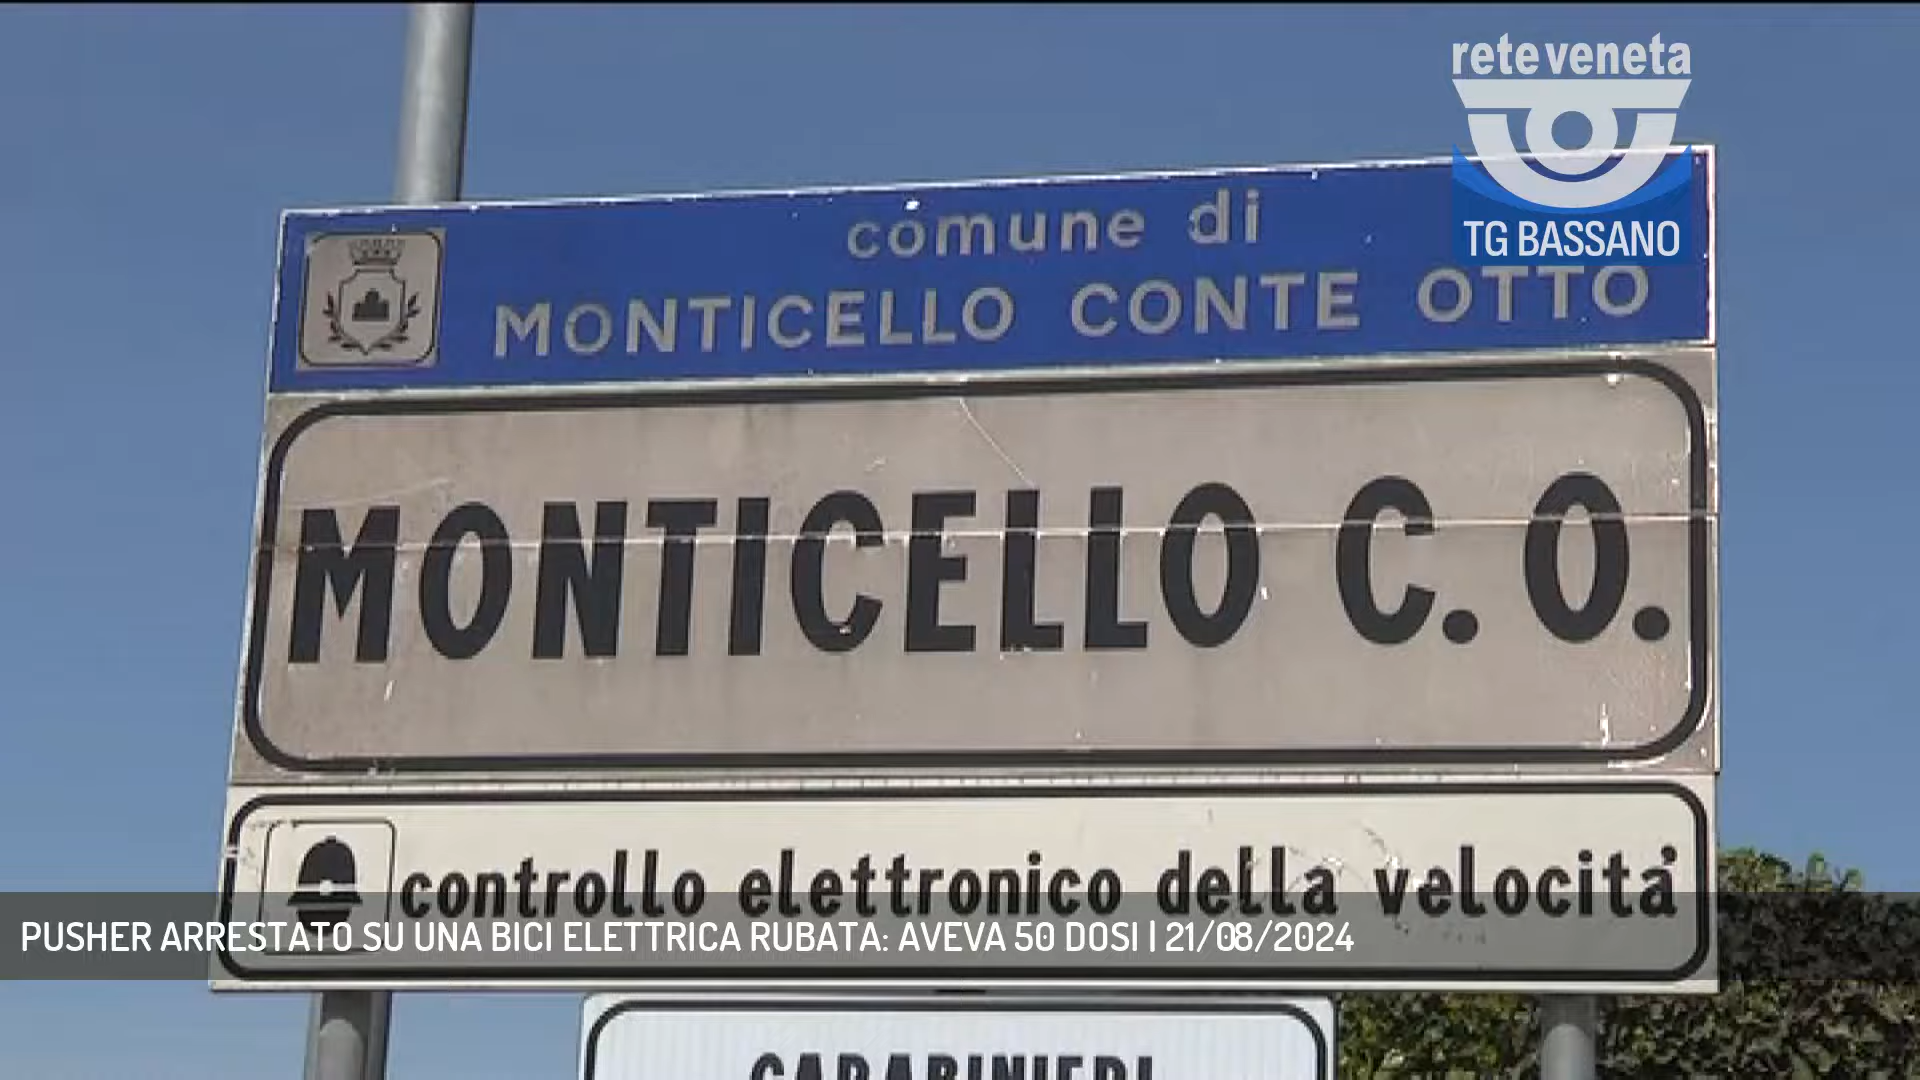 reteveneta
TG BASSANO
comune di
MONTICELLO CONTE OTTO
MONTICELLO C. O.
controllo elettronico della velocità
PUSHER ARRESTATO SU UNA BICI ELETTRICA RUBATA: AVEVA 50 DOSI | 21/08/2024
CARABINIERI